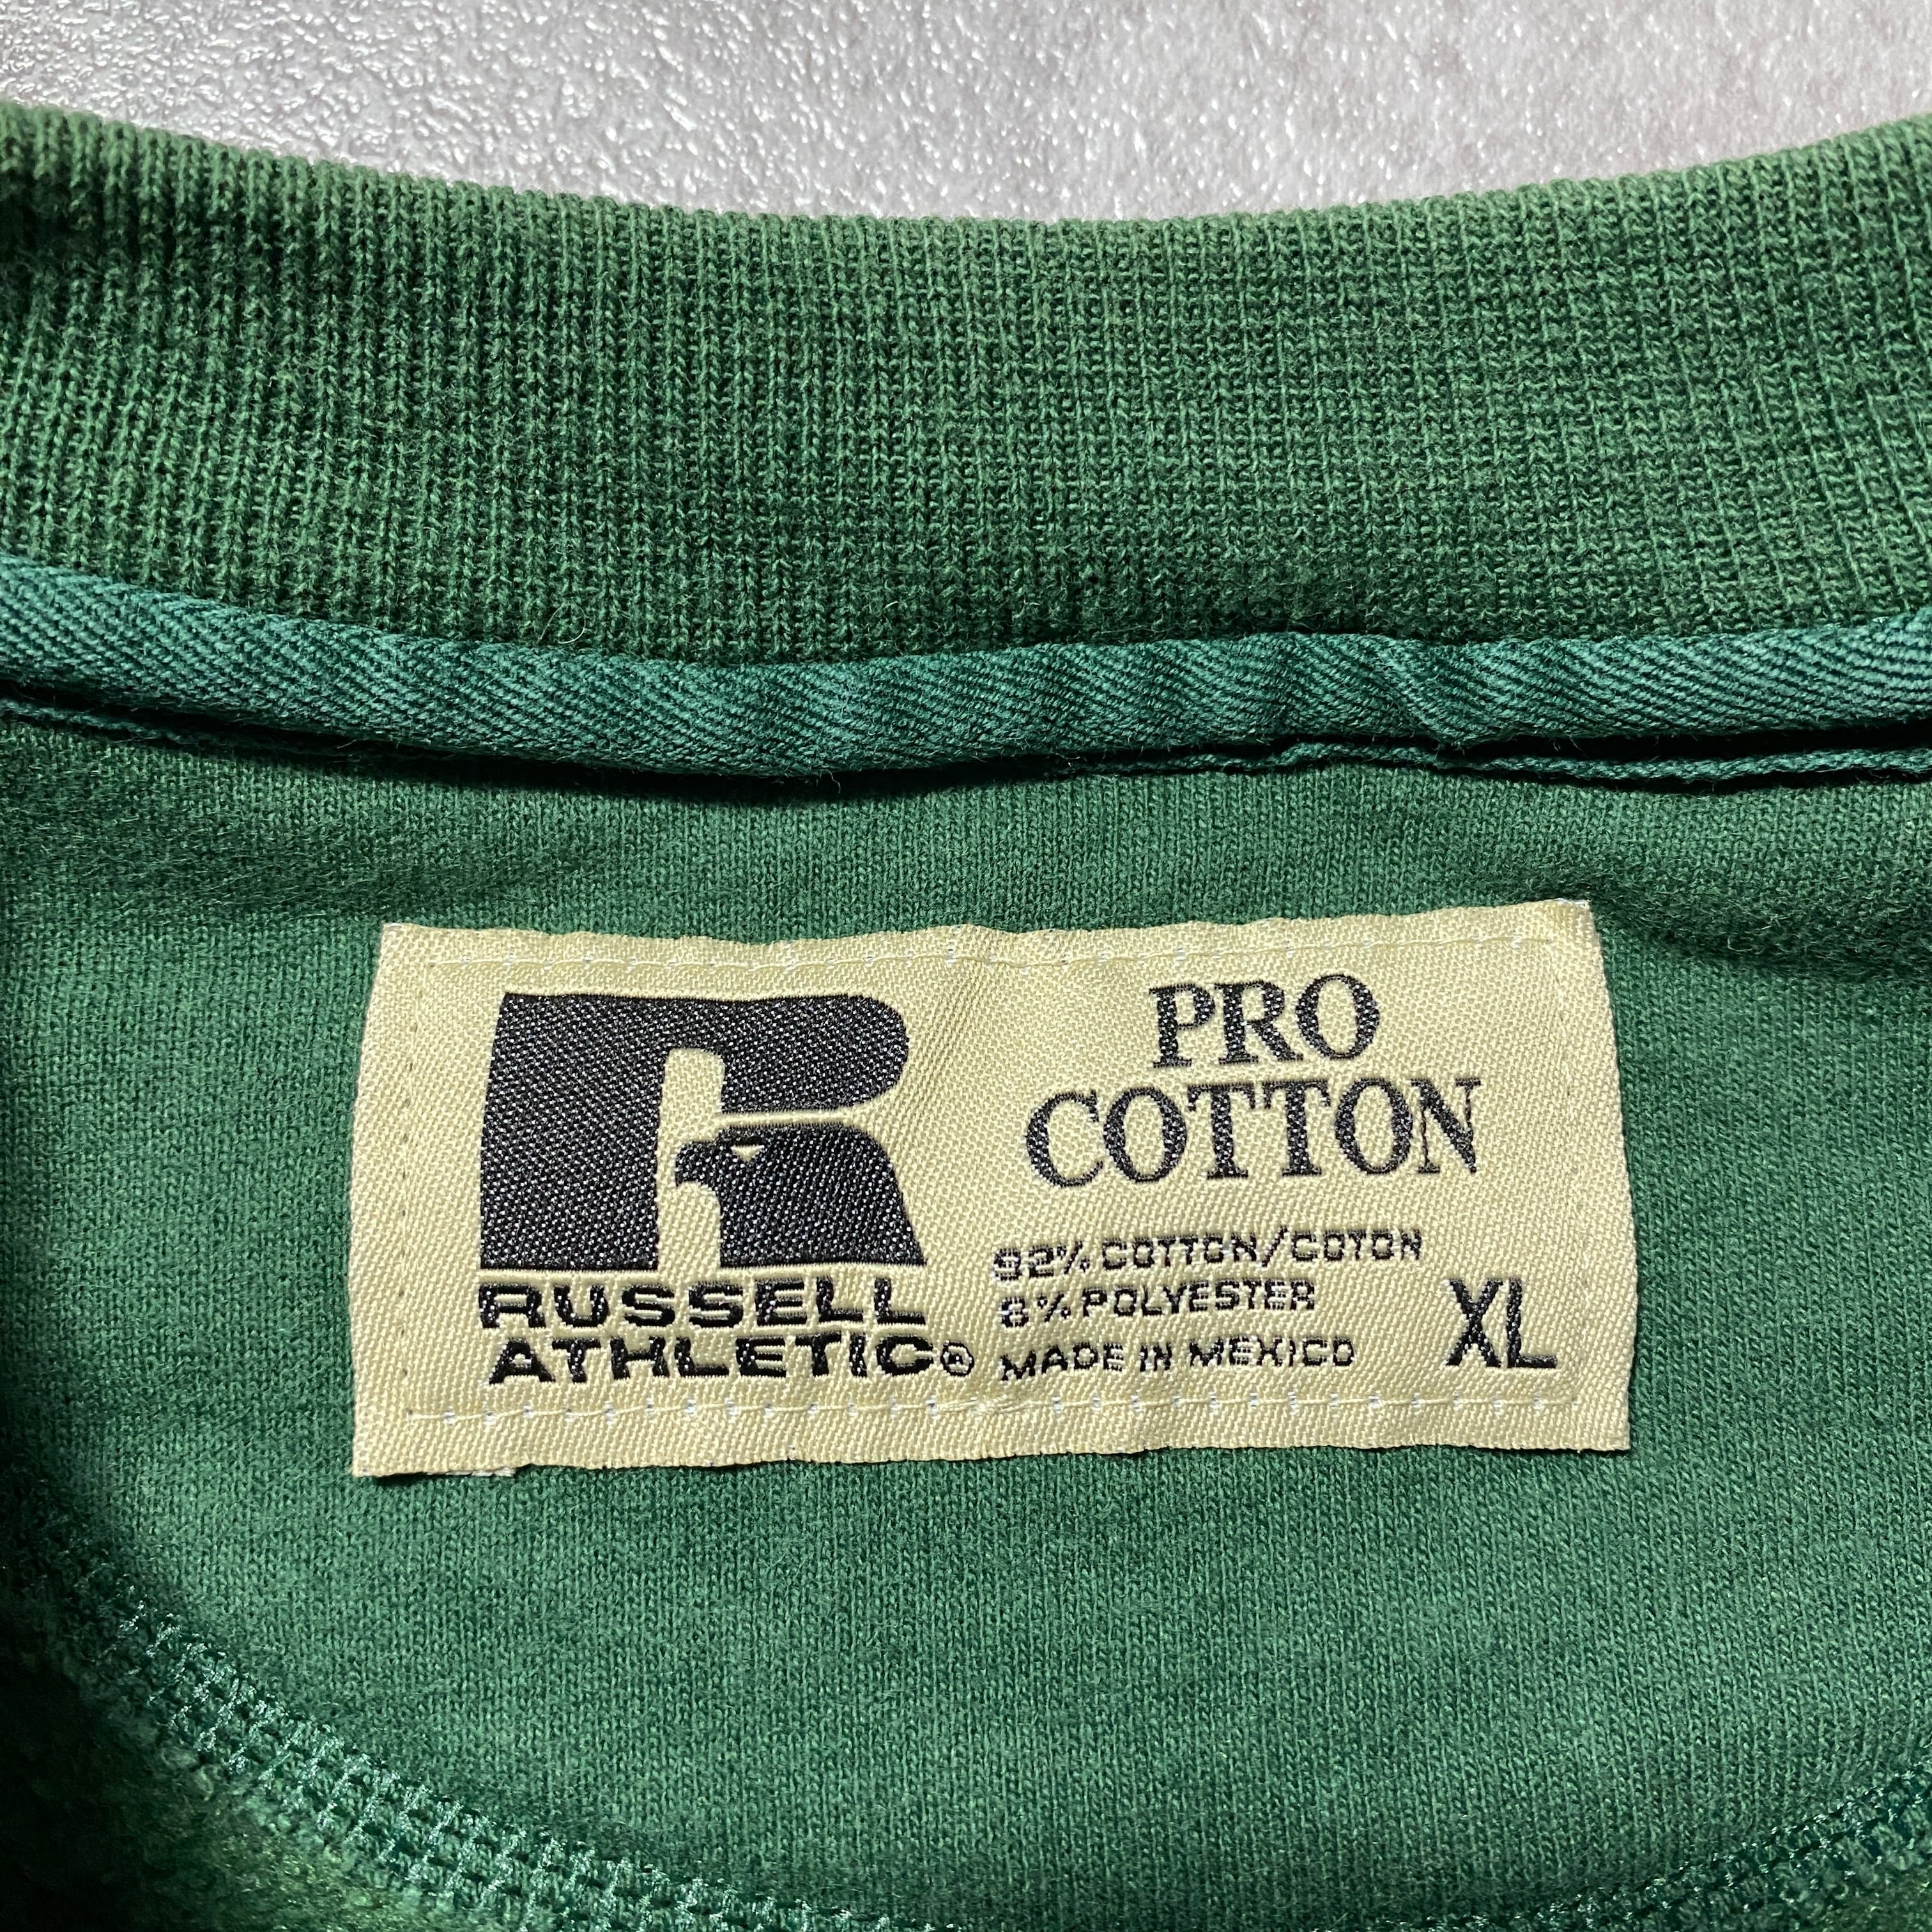 PRO
COTTON
92% COTTON/COTON
8% POLYESTER
MADE IN MEXICO
XL
RUSSELL
ATHLETIC®